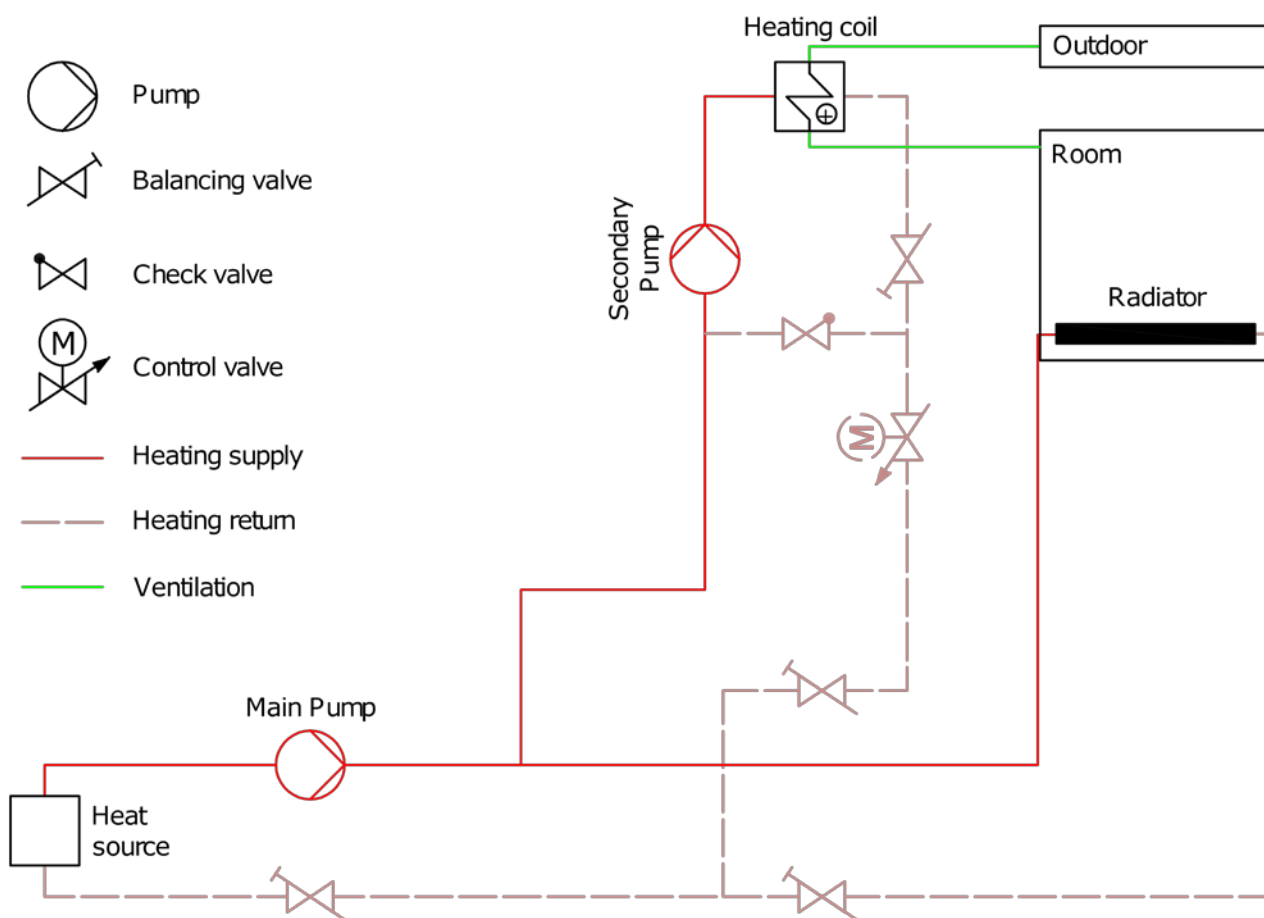 Heating coil
Outdoor
Pump
Room
Balancing valve
Secondary
Pump
Check valve
Radiator
M
Control valve
M
Heating supply
Heating return
Ventilation
Main Pump
Heat
source